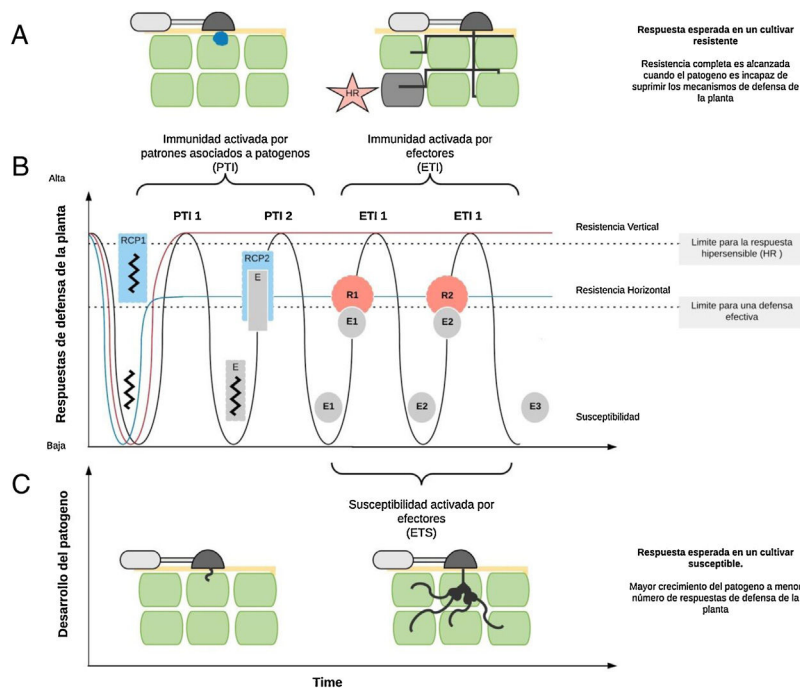 A
Respuesta esperada en un cultivar
resistente
Resistencia completa es alcanzada
cuando el patogeno es incapaz de
suprimir los mecanismos de defensa de
la planta
HR
Immunidad activada por
patrones asociados a patogenos
(PTI)
Immunidad activada por
efectores
(ETI)
B
Alta
Respuestas de defensa de la planta
Baja
PTI 1
PTI 2
ETI 1
ETI 1
RCP1
RCP2
E
E
R1
E1
R2
E2
E1
E2
E3
Resistencia Vertical
Limite para la respuesta
hipersensible (HR )
Resistencia Horizontal
Limite para una defensa
efectiva
Susceptibilidad
C
Desarrollo del patogeno
Susceptibilidad activada por
efectores
(ETS)
Respuesta esperada en un cultivar
susceptible.
Mayor crecimiento del patogeno a menor
número de respuestas de defensa de la
planta
Time